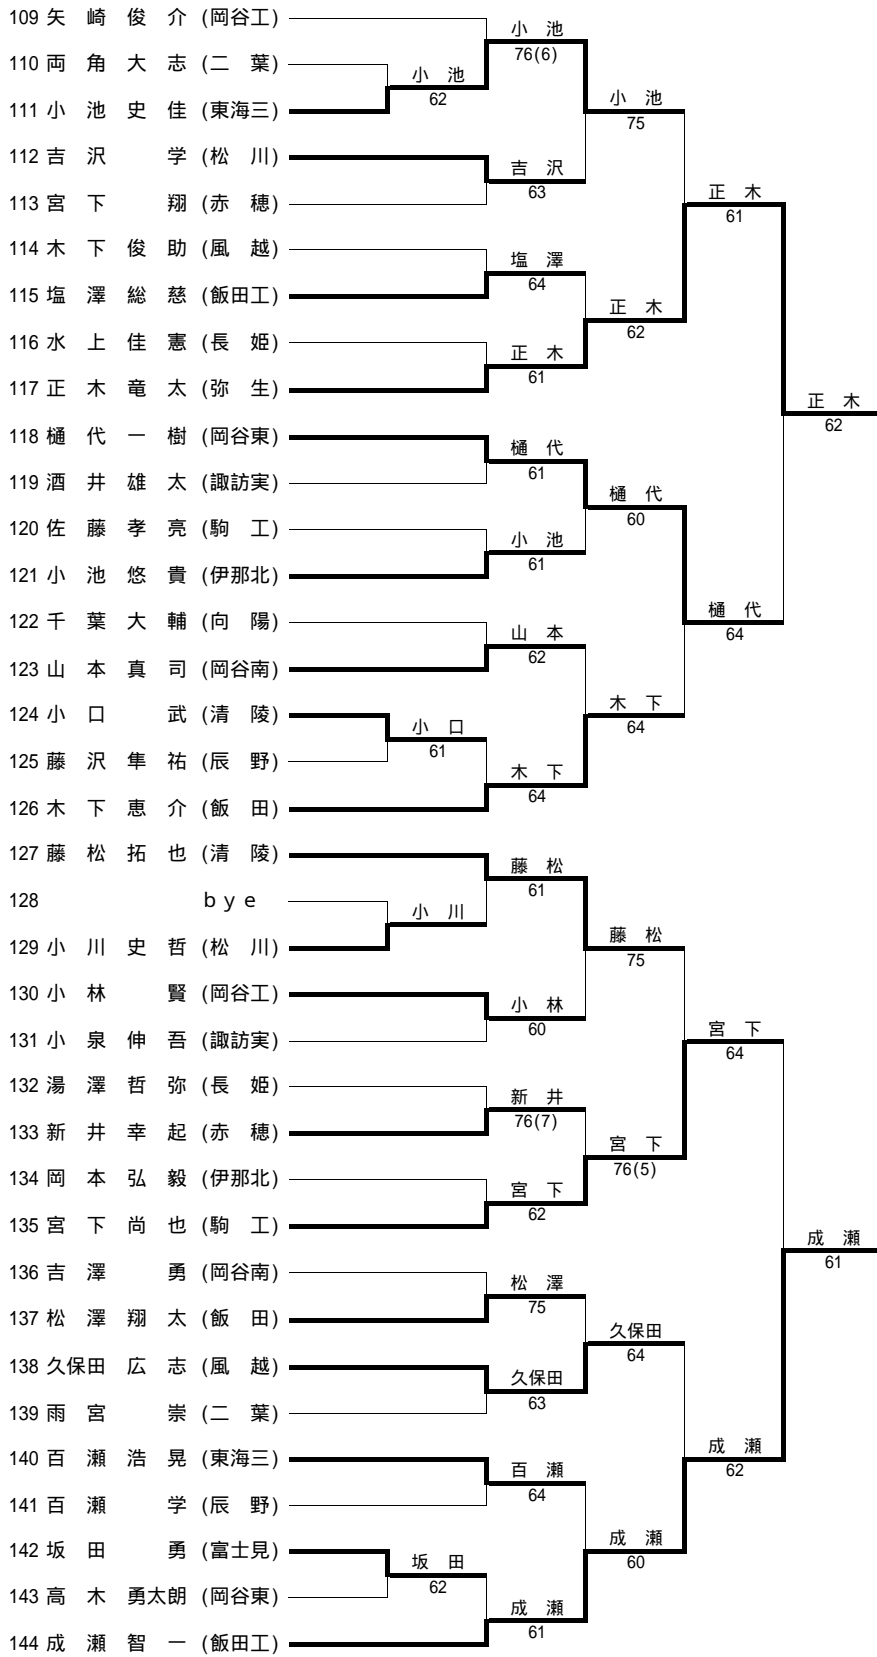 109 矢 崎 俊 介 (岡谷工)
小 池
76(6)
110 両 角 大 志 (二 葉)
小 池
62
111 小 池 史 佳 (東海三)
小 池
75
112 吉 沢 学 (松 川)
吉 沢
63
113 宮 下 翔 (赤 穂)
正 木
61
114 木 下 俊 助 (風 越)
塩 澤
64
115 塩 澤 総 慈 (飯田工)
正 木
62
116 水 上 佳 憲 (長 姫)
正 木
61
117 正 木 竜 太 (弥 生)
正 木
62
118 樋 代 一 樹 (岡谷東)
樋 代
61
119 酒 井 雄 太 (諏訪実)
樋 代
60
120 佐 藤 孝 亮 (駒 工)
小 池
61
121 小 池 悠 貴 (伊那北)
樋 代
64
122 千 葉 大 輔 (向 陽)
山 本
62
123 山 本 真 司 (岡谷南)
木 下
64
124 小 口 武 (清 陵)
小 口
61
125 藤 沢 隼 祐 (辰 野)
木 下
64
126 木 下 恵 介 (飯 田)
127 藤 松 拓 也 (清 陵)
藤 松
61
128 bye
小 川
129 小 川 史 哲 (松 川)
藤 松
75
130 小 林 賢 (岡谷工)
小 林
60
131 小 泉 伸 吾 (諏訪実)
宮 下
64
132 湯 澤 哲 弥 (長 姫)
新 井
76(7)
133 新 井 幸 起 (赤 穂)
宮 下
76(5)
134 岡 本 弘 毅 (伊那北)
宮 下
62
135 宮 下 尚 也 (駒 工)
成 瀬
61
136 吉 澤 勇 (岡谷南)
松 澤
75
137 松 澤 翔 太 (飯 田)
久保田
64
138 久保田 広 志 (風 越)
久保田
63
139 雨 宮 崇 (二 葉)
成 瀬
62
140 百 瀬 浩 晃 (東海三)
百 瀬
64
141 百 瀬 学 (辰 野)
成 瀬
60
142 坂 田 勇 (富士見)
坂 田
62
143 高 木 勇太朗 (岡谷東)
成 瀬
61
144 成 瀬 智 一 (飯田工)